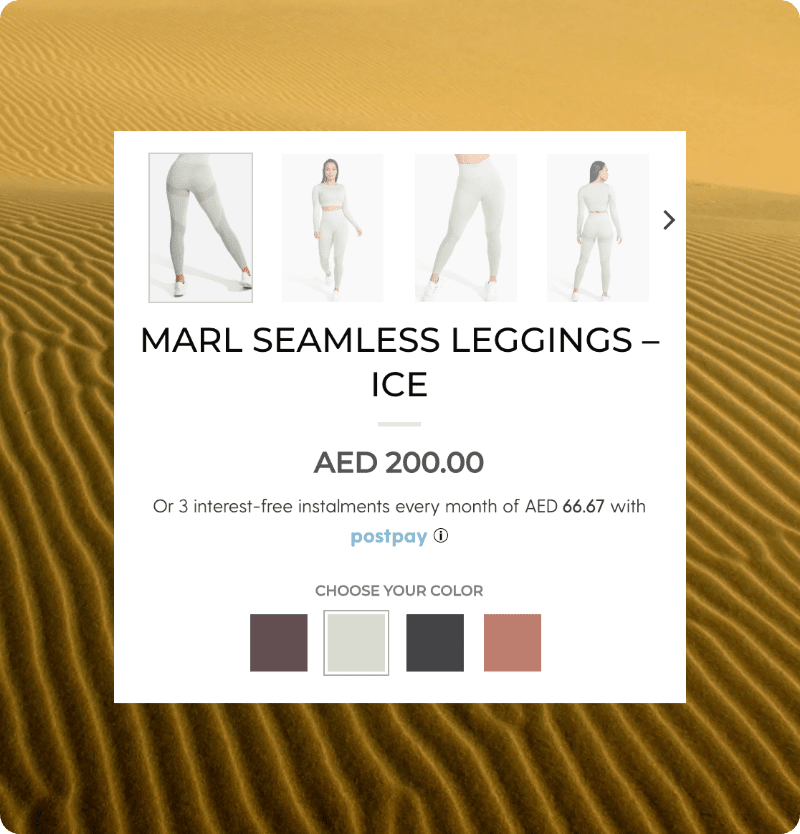 MARL SEAMLESS LEGGINGS –
ICE
AED 200.00
Or 3 interest-free instalments every month of AED 66.67 with
postpay ⓘ
CHOOSE YOUR COLOR